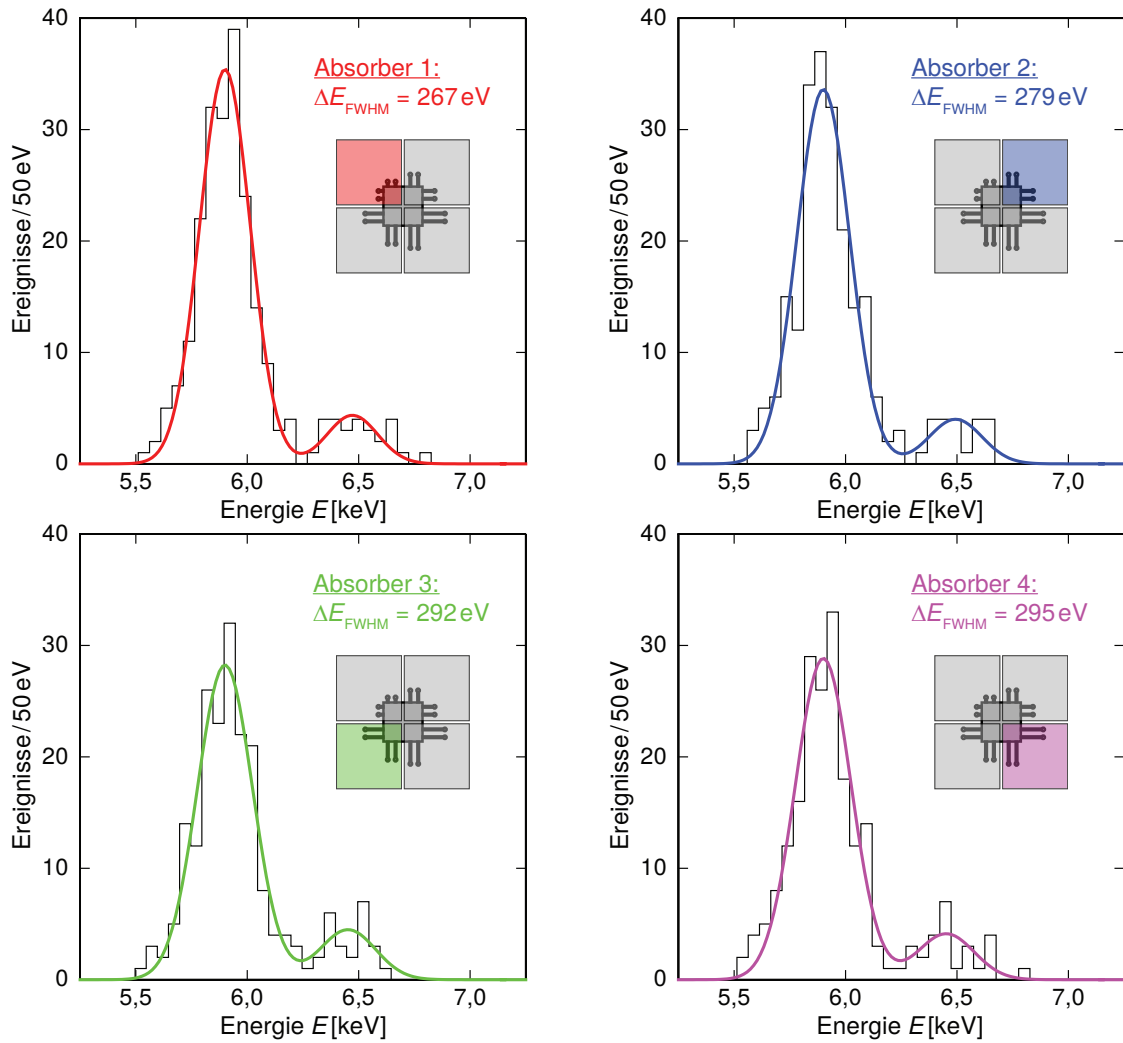 40
30
20
10
0
Ereignisse/50 eV
Absorber 1:
ΔE_FWHM = 267 eV
5,5 6,0 6,5 7,0
Energie E [keV]
40
30
20
10
0
Ereignisse/50 eV
Absorber 2:
ΔE_FWHM = 279 eV
5,5 6,0 6,5 7,0
Energie E [keV]
40
30
20
10
0
Ereignisse/50 eV
Absorber 3:
ΔE_FWHM = 292 eV
5,5 6,0 6,5 7,0
Energie E [keV]
40
30
20
10
0
Ereignisse/50 eV
Absorber 4:
ΔE_FWHM = 295 eV
5,5 6,0 6,5 7,0
Energie E [keV]